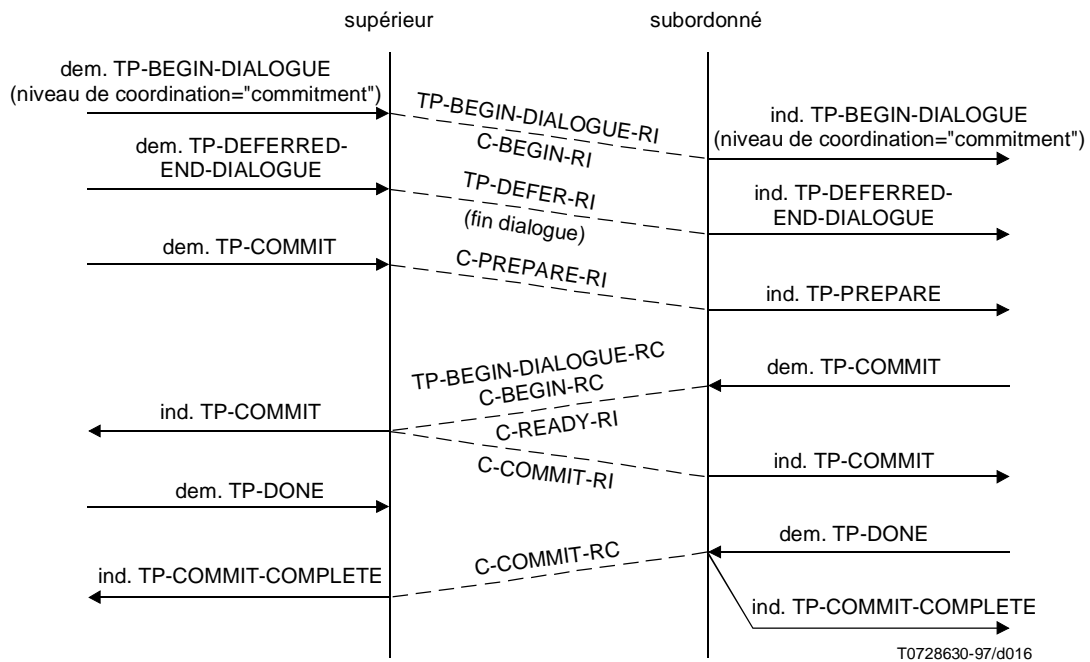 supérieur
subordonné
dem. TP-BEGIN-DIALOGUE
(niveau de coordination="commitment")
TP-BEGIN-DIALOGUE-RI
C-BEGIN-RI
ind. TP-BEGIN-DIALOGUE
(niveau de coordination="commitment")
dem. TP-DEFERRED-
END-DIALOGUE
TP-DEFER-RI
(fin dialogue)
ind. TP-DEFERRED-
END-DIALOGUE
dem. TP-COMMIT
C-PREPARE-RI
ind. TP-PREPARE
TP-BEGIN-DIALOGUE-RC
C-BEGIN-RC
dem. TP-COMMIT
ind. TP-COMMIT
C-READY-RI
C-COMMIT-RI
ind. TP-COMMIT
dem. TP-DONE
dem. TP-DONE
C-COMMIT-RC
ind. TP-COMMIT-COMPLETE
ind. TP-COMMIT-COMPLETE
T0728630-97/d016